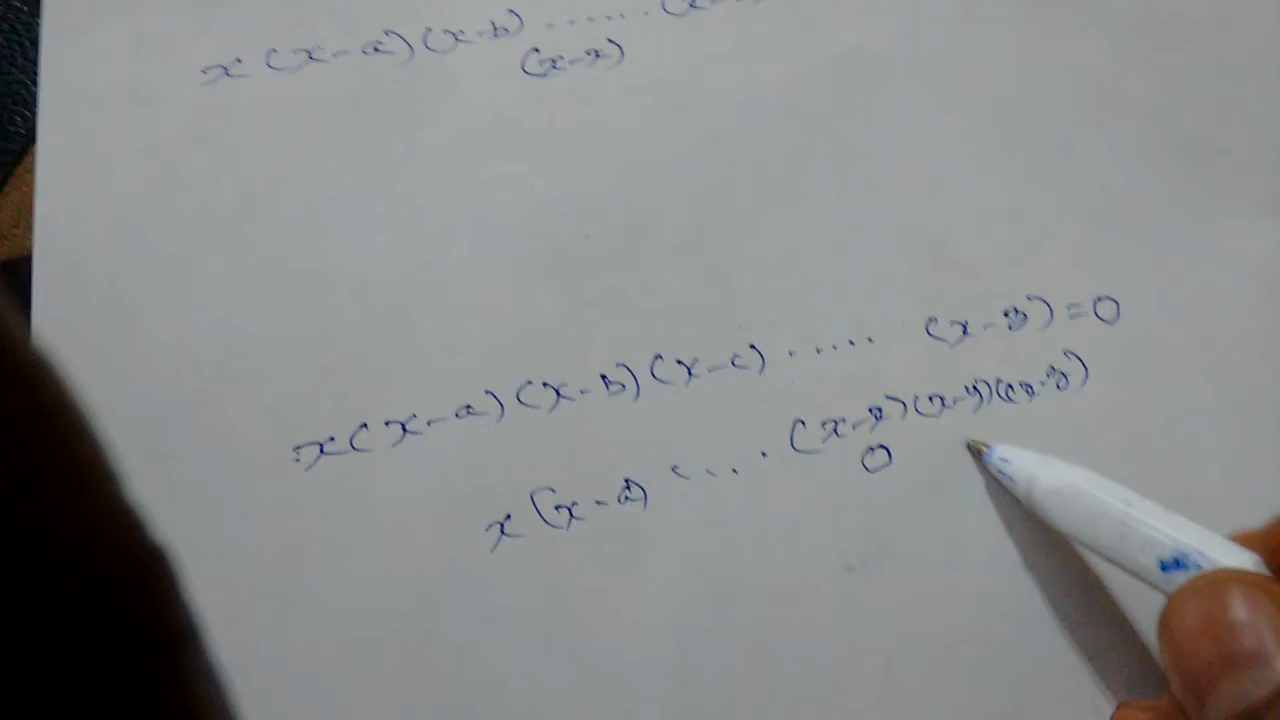 x (x-a) (x-b) ......
(x-x)
x(x-a)(x-b)(x-c)...... (x-z)=0
x (x-a) ..... (x-x)(x-y)(x-z)
0